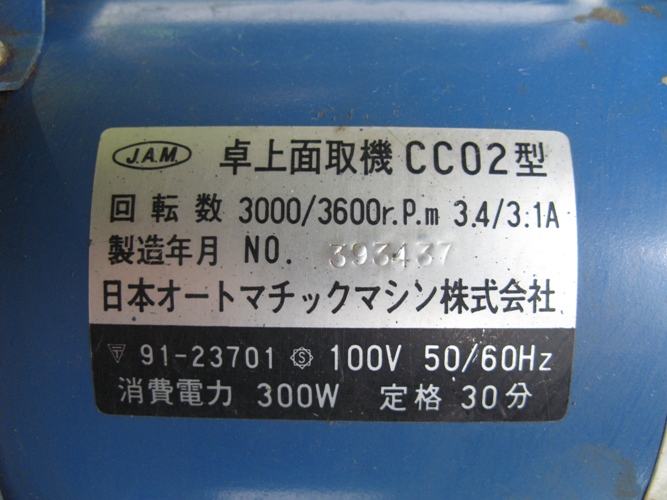 J.A.M. 卓上面取機 CC02型
回転数 3000/3600r.P.m 3.4/3.1A
製造年月 NO. 393437
日本オートマチックマシン株式会社
〒 91-23701 S 100V 50/60Hz
消費電力 300W 定格 30分